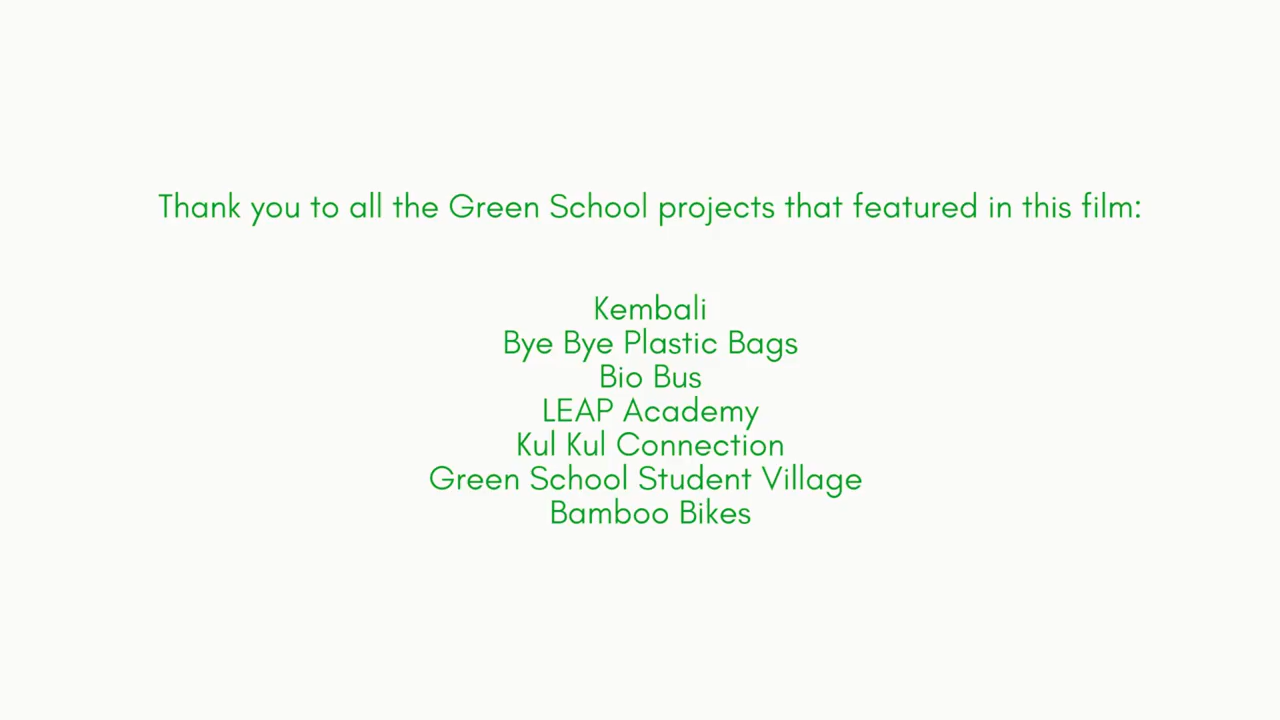 Thank you to all the Green School projects that featured in this film:
Kembali
Bye Bye Plastic Bags
Bio Bus
LEAP Academy
Kul Kul Connection
Green School Student Village
Bamboo Bikes